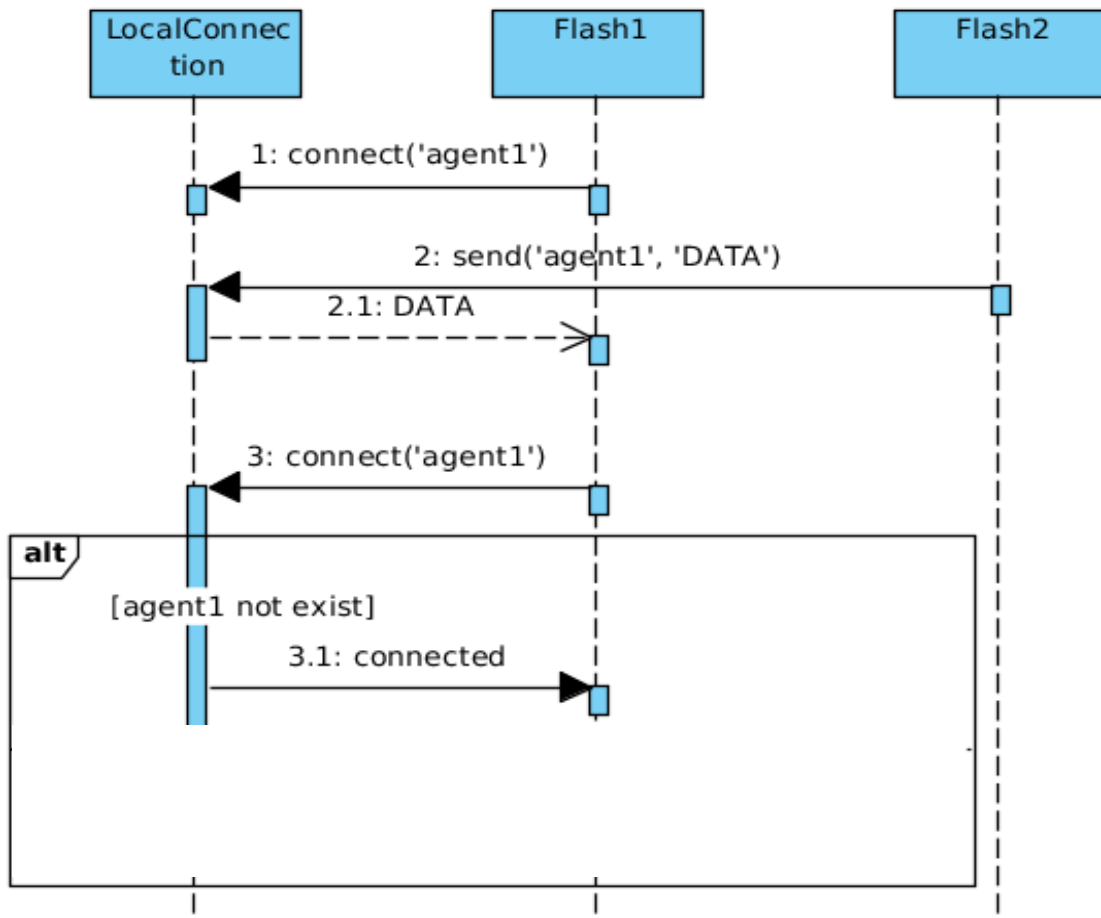 LocalConnec
tion
Flash1
Flash2
1: connect('agent1')
2: send('agent1', 'DATA')
2.1: DATA
3: connect('agent1')
alt
[agent1 not exist]
3.1: connected